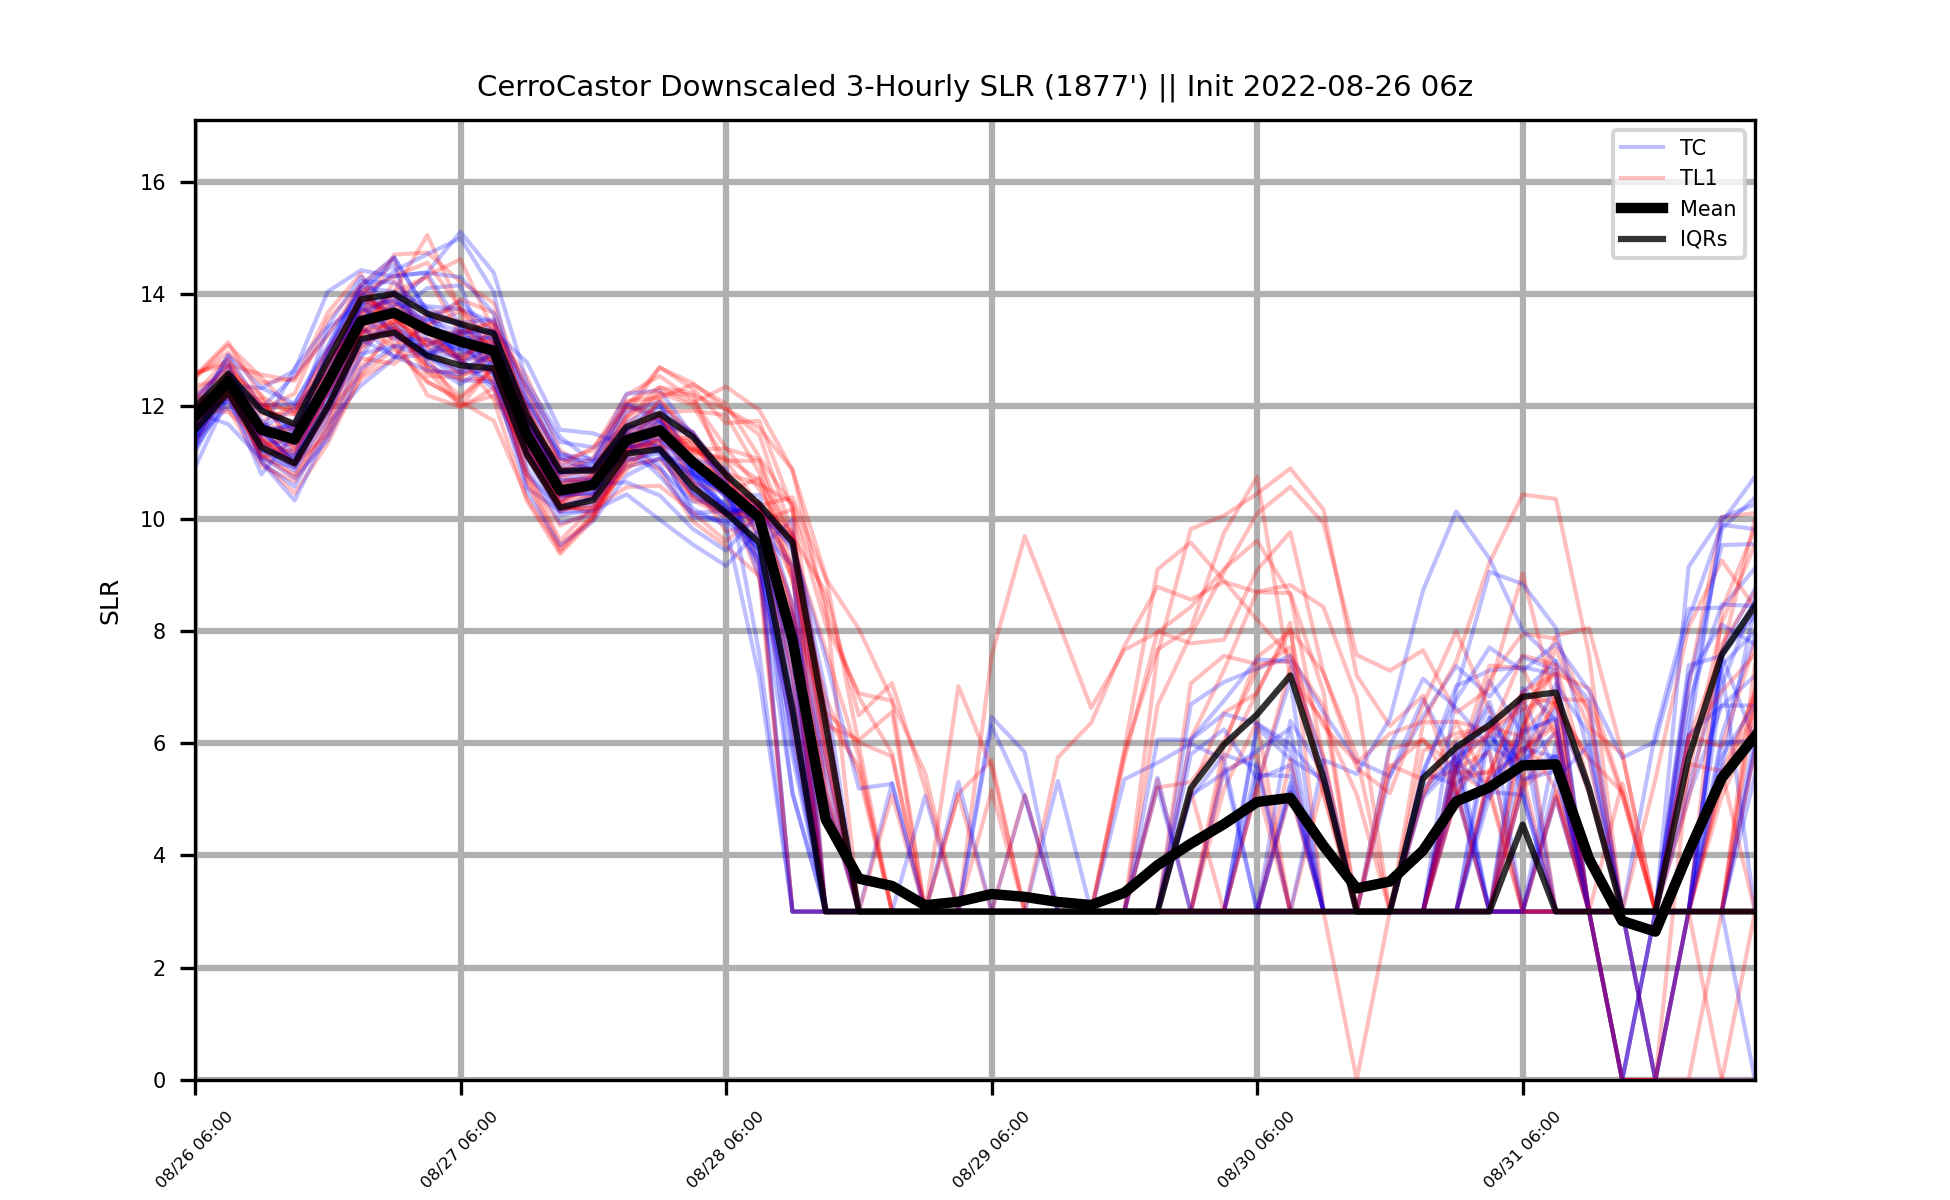 CerroCastor Downscaled 3-Hourly SLR (1877') || Init 2022-08-26 06z
TC
TL1
Mean
IQRs
SLR
16
14
12
10
8
6
4
2
0
08/26 06:00
08/27 06:00
08/28 06:00
08/29 06:00
08/30 06:00
08/31 06:00